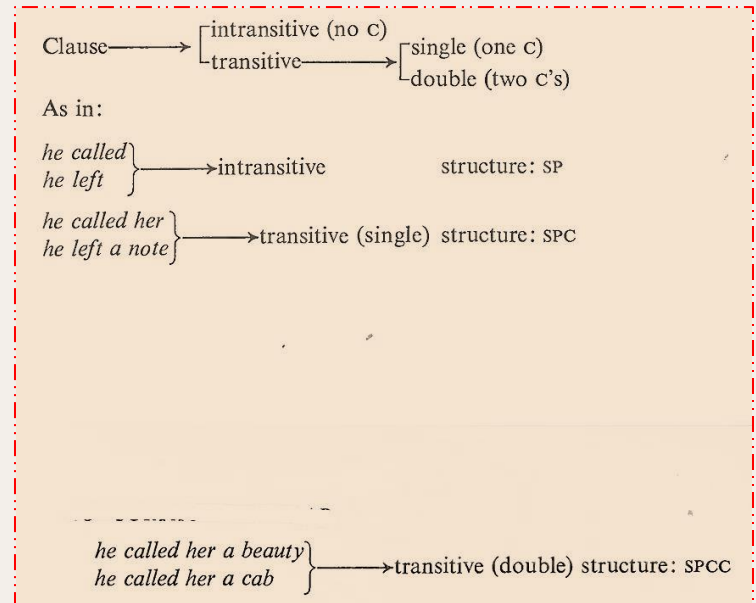 Clause → intransitive (no C)
transitive → single (one C)
double (two C's)
As in:
he called
he left
→ intransitive structure: SP
he called her
he left a note
→ transitive (single) structure: SPC
he called her a beauty
he called her a cab
→ transitive (double) structure: SPCC